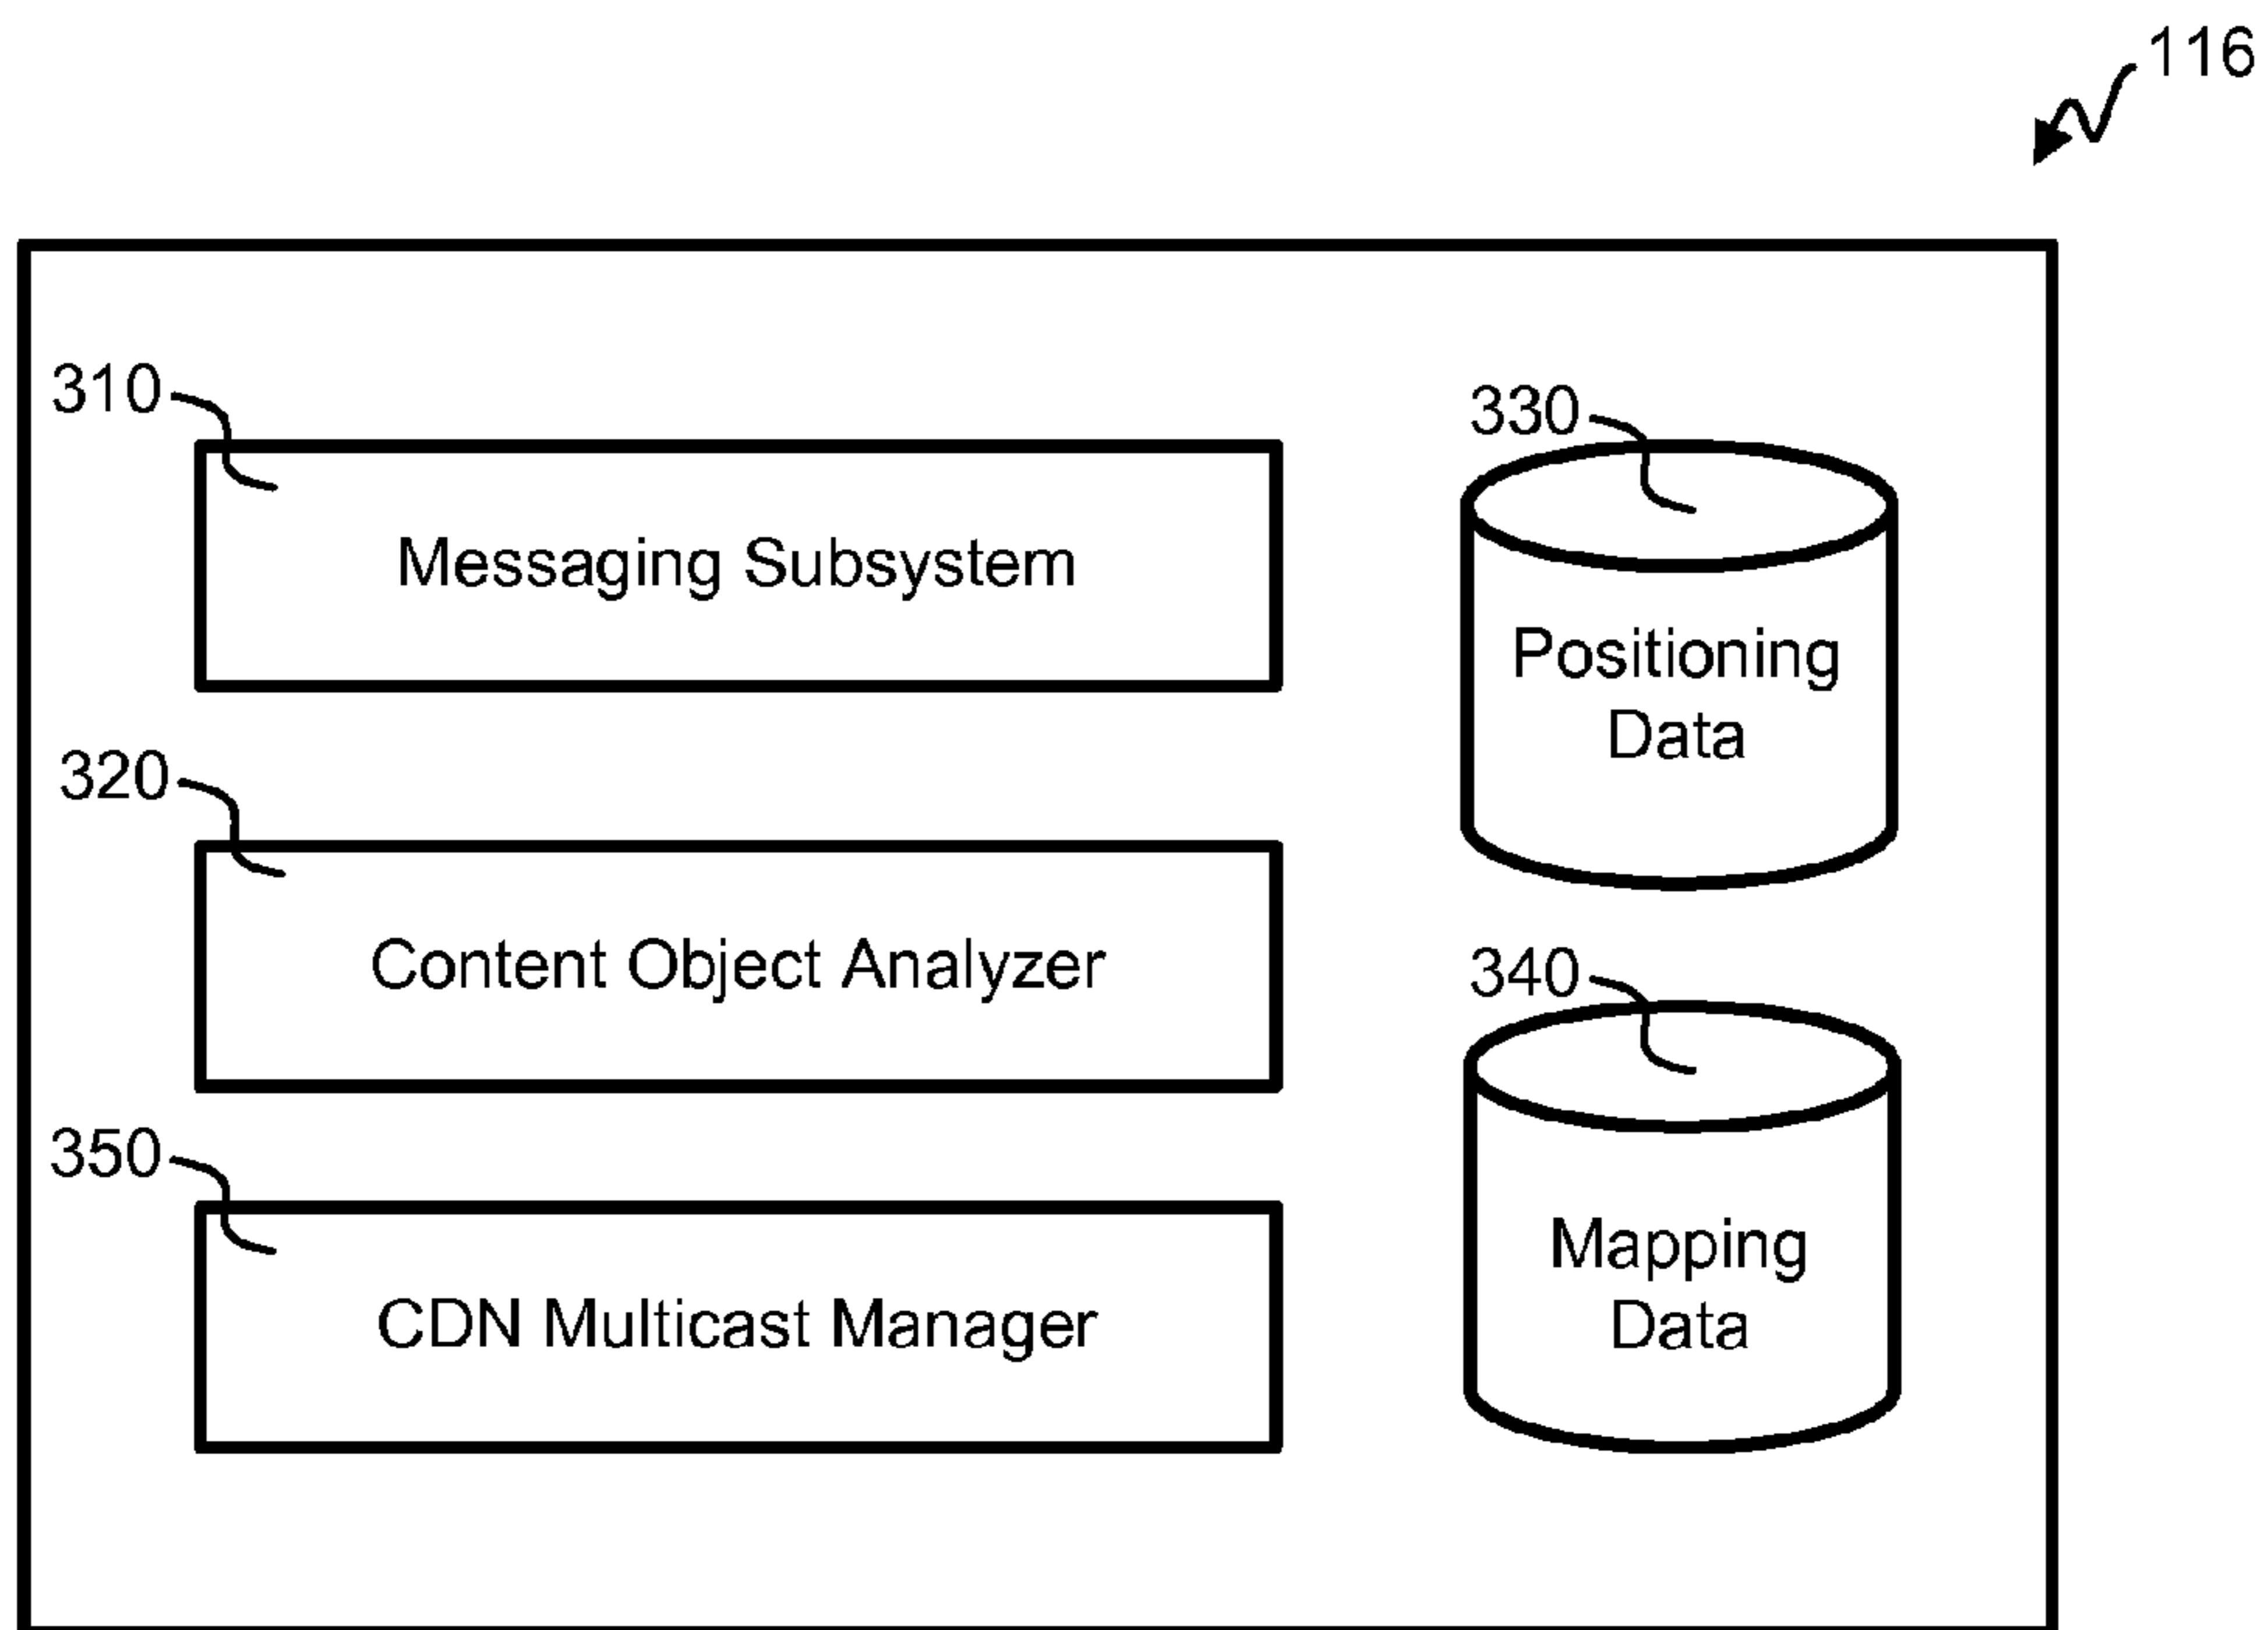 116
310
Messaging Subsystem
330
Positioning
Data
320
Content Object Analyzer
340
350
Mapping
Data
CDN Multicast Manager